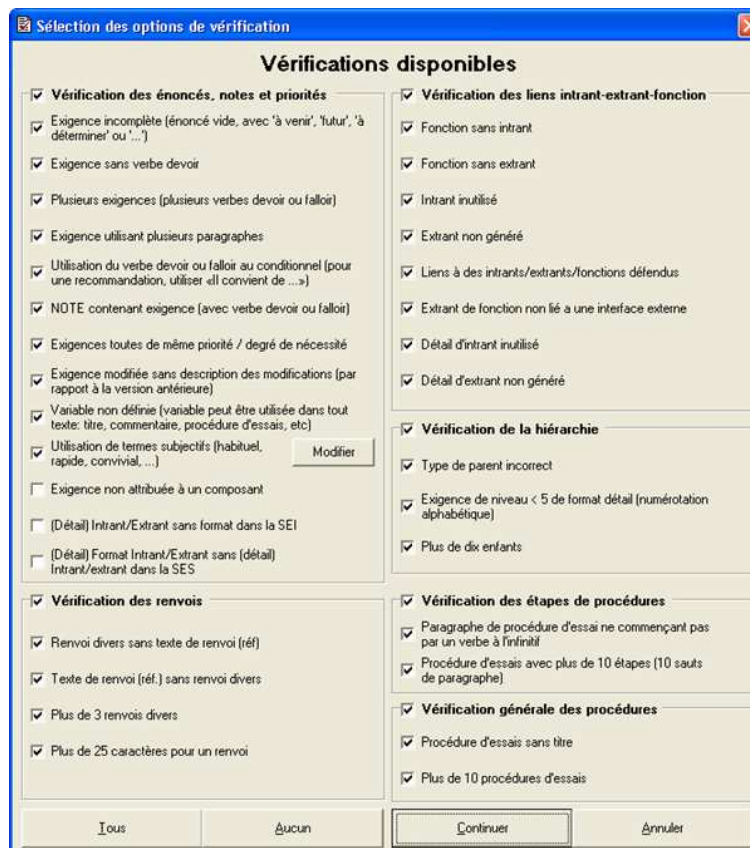 Sélection des options de vérification
Vérifications disponibles
Vérification des énoncés, notes et priorités
Exigence incomplète (énoncé vide, avec 'à venir', 'futur', 'à
déterminer' ou '...')
Exigence sans verbe devoir
Plusieurs exigences (plusieurs verbes devoir ou falloir)
Exigence utilisant plusieurs paragraphes
Utilisation du verbe devoir ou falloir au conditionnel (pour
une recommandation, utiliser «Il convient de ...»)
NOTE contenant exigence (avec verbe devoir ou falloir)
Exigences toutes de même priorité / degré de nécessité
Exigence modifiée sans description des modifications (par
rapport à la version antérieure)
Variable non définie (variable peut être utilisée dans tout
texte: titre, commentaire, procédure d'essais, etc)
Utilisation de termes subjectifs (habituel,
rapide, convivial, ...)
Modifier
Exigence non attribuée à un composant
(Détail) Intrant/Extrant sans format dans la SEI
(Détail) Format Intrant/Extrant sans (détail)
Intrant/extrant dans la SES
Vérification des renvois
Renvoi divers sans texte de renvoi (réf)
Texte de renvoi (réf.) sans renvoi divers
Plus de 3 renvois divers
Plus de 25 caractères pour un renvoi
Vérification des liens intrant-extrant-fonction
Fonction sans intrant
Fonction sans extrant
Intrant inutilisé
Extrant non généré
Liens à des intrants/extrants/fonctions défendus
Extrant de fonction non lié a une interface externe
Détail d'intrant inutilisé
Détail d'extrant non généré
Vérification de la hiérarchie
Type de parent incorrect
Exigence de niveau < 5 de format détail (numérotation
alphabétique)
Plus de dix enfants
Vérification des étapes de procédures
Paragraphe de procédure d'essai ne commençant pas
par un verbe à l'infinitif
Procédure d'essais avec plus de 10 étapes (10 sauts
de paragraphe)
Vérification générale des procédures
Procédure d'essais sans titre
Plus de 10 procédures d'essais
Tous
Aucun
Continuer
Annuler